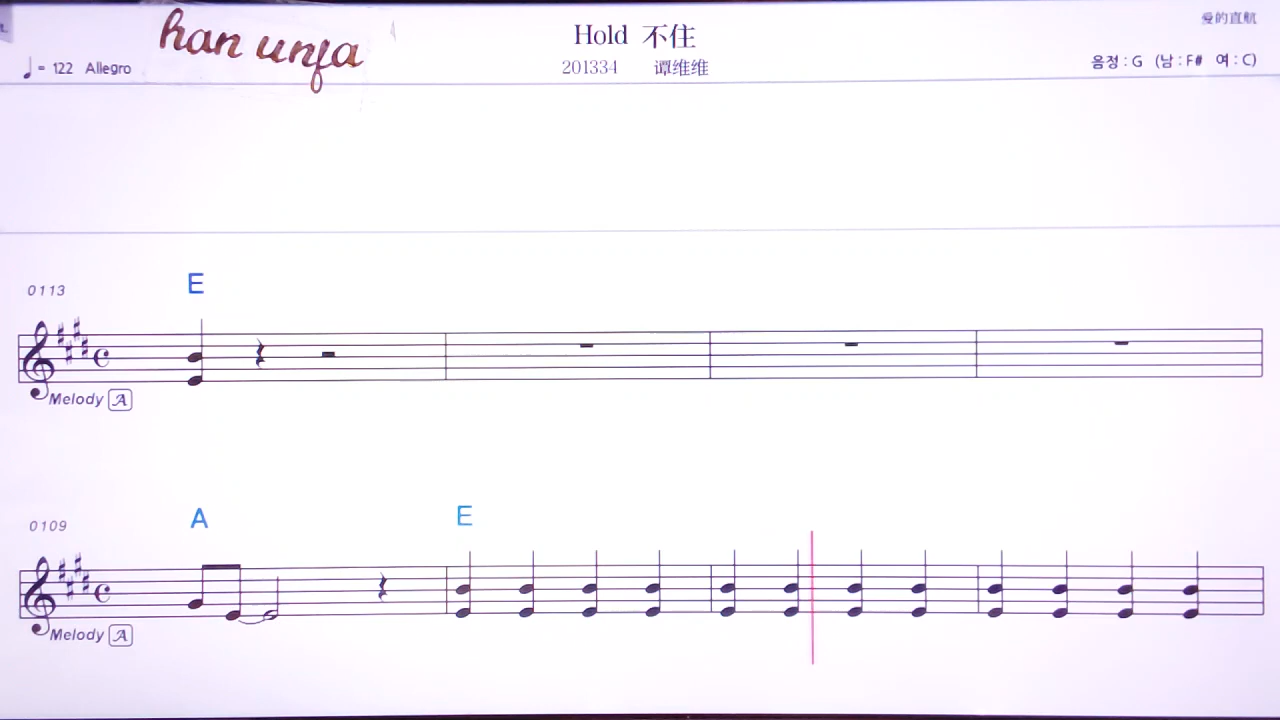 han unfa
Hold 不住
爱的直航
♩= 122 Allegro
201334 谭维维
음정 : G (남 : F# 여 : C)
0113
E
Melody A
0109
A E
Melody A